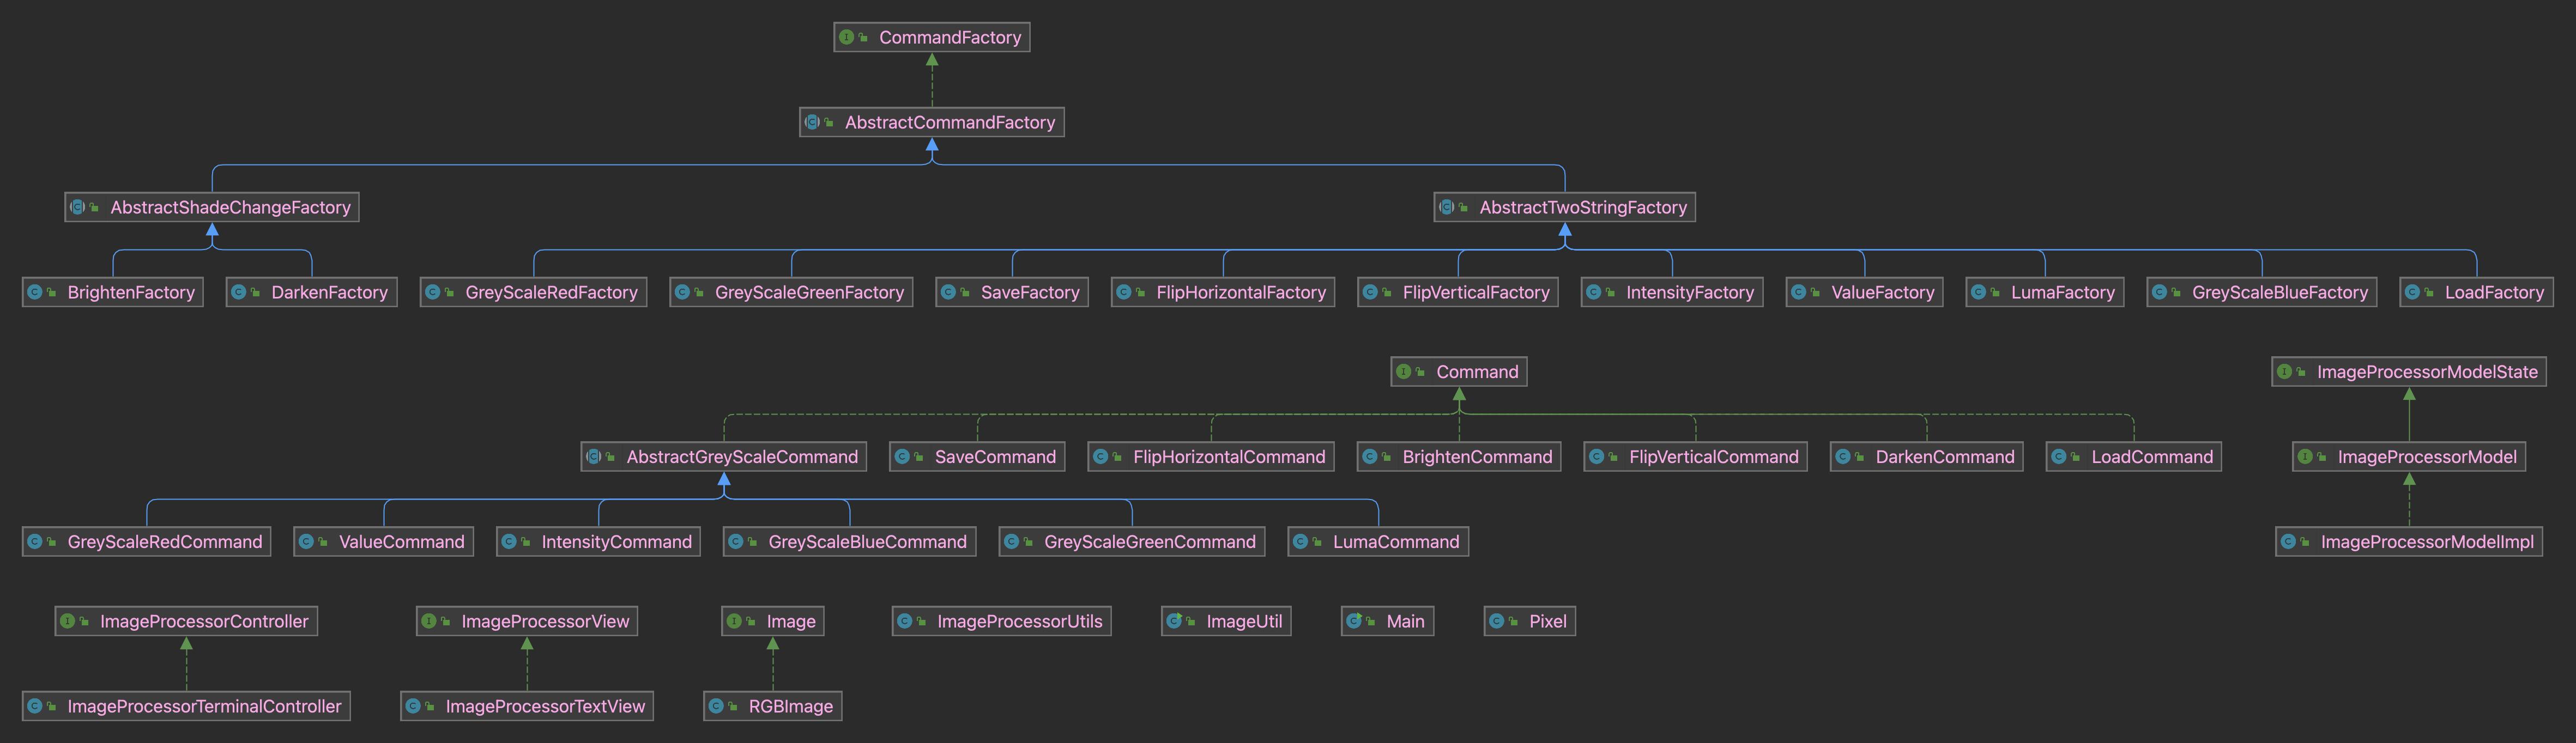 CommandFactory
AbstractCommandFactory
AbstractShadeChangeFactory
AbstractTwoStringFactory
BrightenFactory
DarkenFactory
GreyScaleRedFactory
GreyScaleGreenFactory
SaveFactory
FlipHorizontalFactory
FlipVerticalFactory
IntensityFactory
ValueFactory
LumaFactory
GreyScaleBlueFactory
LoadFactory
Command
ImageProcessorModelState
AbstractGreyScaleCommand
SaveCommand
FlipHorizontalCommand
BrightenCommand
FlipVerticalCommand
DarkenCommand
LoadCommand
ImageProcessorModel
GreyScaleRedCommand
ValueCommand
IntensityCommand
GreyScaleBlueCommand
GreyScaleGreenCommand
LumaCommand
ImageProcessorModelImpl
ImageProcessorController
ImageProcessorView
Image
ImageProcessorUtils
ImageUtil
Main
Pixel
ImageProcessorTerminalController
ImageProcessorTextView
RGBImage